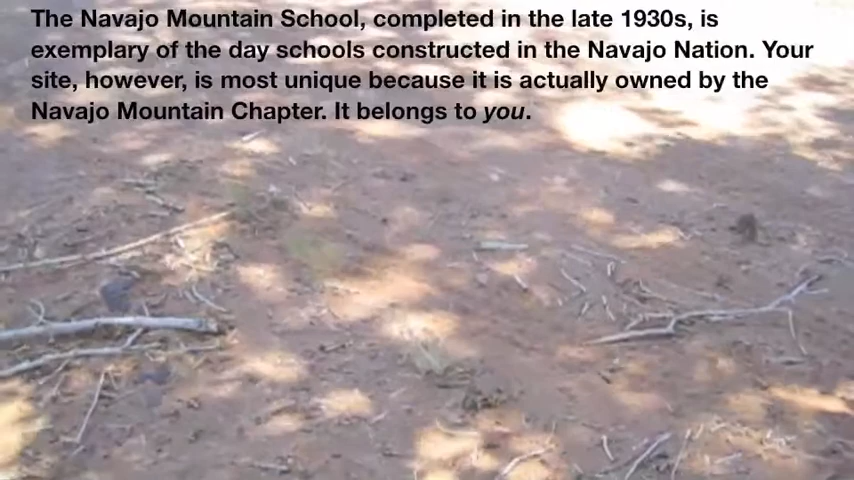 The Navajo Mountain School, completed in the late 1930s, is
exemplary of the day schools constructed in the Navajo Nation. Your
site, however, is most unique because it is actually owned by the
Navajo Mountain Chapter. It belongs to you.